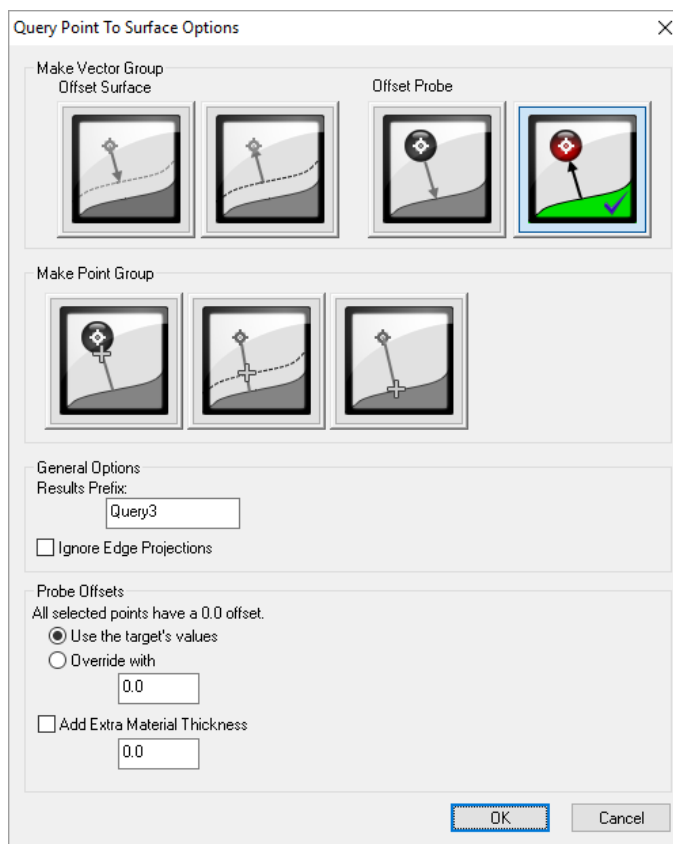 Query Point To Surface Options
Make Vector Group
Offset Surface
Offset Probe
Make Point Group
General Options
Results Prefix:
Query3
Ignore Edge Projections
Probe Offsets
All selected points have a 0.0 offset.
Use the target's values
Override with
0.0
Add Extra Material Thickness
0.0
OK
Cancel